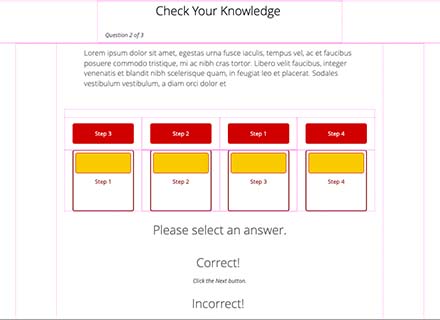 Check Your Knowledge
Question 2 of 3
Lorem ipsum dolor sit amet, egestas urna fusce iaculis, tempus vel, ac et faucibus
posuere commodo tristique, mi ac nibh cras tortor. Libero velit faucibus, integer
venenatis et blandit nibh scelerisque quam, in feugiat leo et placerat. Sodales
vestibulum vestibulum, a diam orci dolor et
Step 3 Step 2 Step 1 Step 4
Step 1 Step 2 Step 3 Step 4
Please select an answer.
Correct!
Click the Next button.
Incorrect!